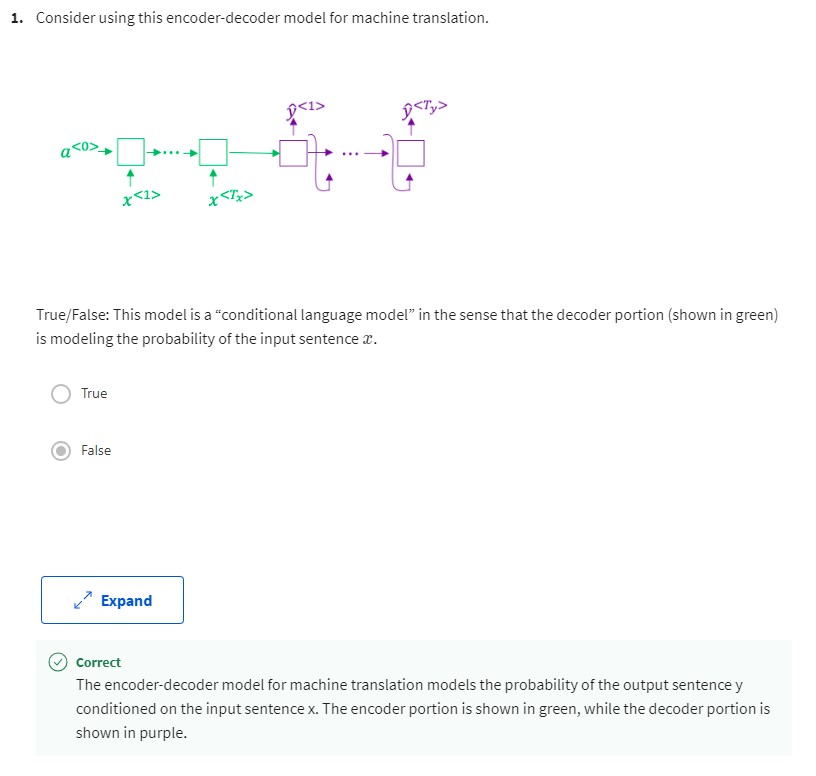 1. Consider using this encoder-decoder model for machine translation.
ŷ<1> ŷ<Ty>
a<0> ... ...
x<1> x<Tx>
True/False: This model is a “conditional language model” in the sense that the decoder portion (shown in green)
is modeling the probability of the input sentence x.
True
False
Expand
Correct
The encoder-decoder model for machine translation models the probability of the output sentence y
conditioned on the input sentence x. The encoder portion is shown in green, while the decoder portion is
shown in purple.